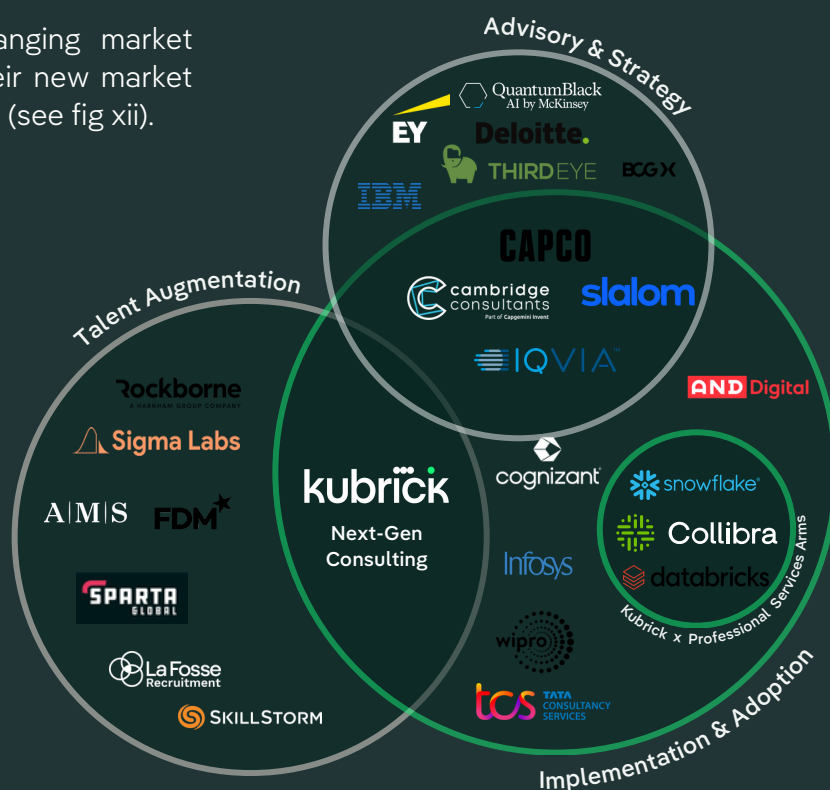 anging market
eir new market
(see fig xii).
Advisory & Strategy
QuantumBlack
AI by McKinsey
EY
Deloitte.
THIRDEYE
BCG X
IBM
CAPCO
cambridge
consultants
Part of Capgemini Invent
slalom
IQVIA™
Talent Augmentation
Rockborne
A HARNHAM GROUP COMPANY
Sigma Labs
A|M|S
FDM
SPARTA
GLOBAL
La Fosse
Recruitment
SKILLSTORM
kubrick
Next-Gen
Consulting
AND Digital
cognizant
Infosys
wipro
tcs TATA
CONSULTANCY
SERVICES
snowflake®
Collibra
databricks
Kubrick x Professional Services Arms
Implementation & Adoption